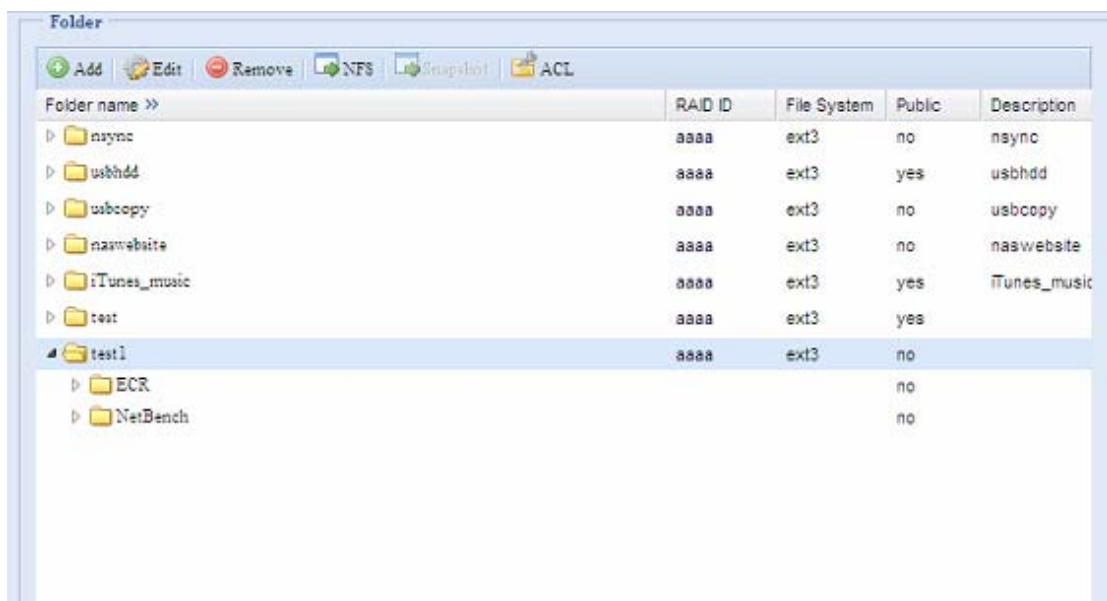 Folder
Add Edit Remove NFS Snapshot ACL
Folder name » RAID ID File System Public Description
nsync aaaa ext3 no nsync
usbhdd aaaa ext3 yes usbhdd
usbcopy aaaa ext3 no usbcopy
naswebsite aaaa ext3 no naswebsite
iTunes_music aaaa ext3 yes iTunes_music
test aaaa ext3 yes
test1 aaaa ext3 no
ECR no
NetBench no